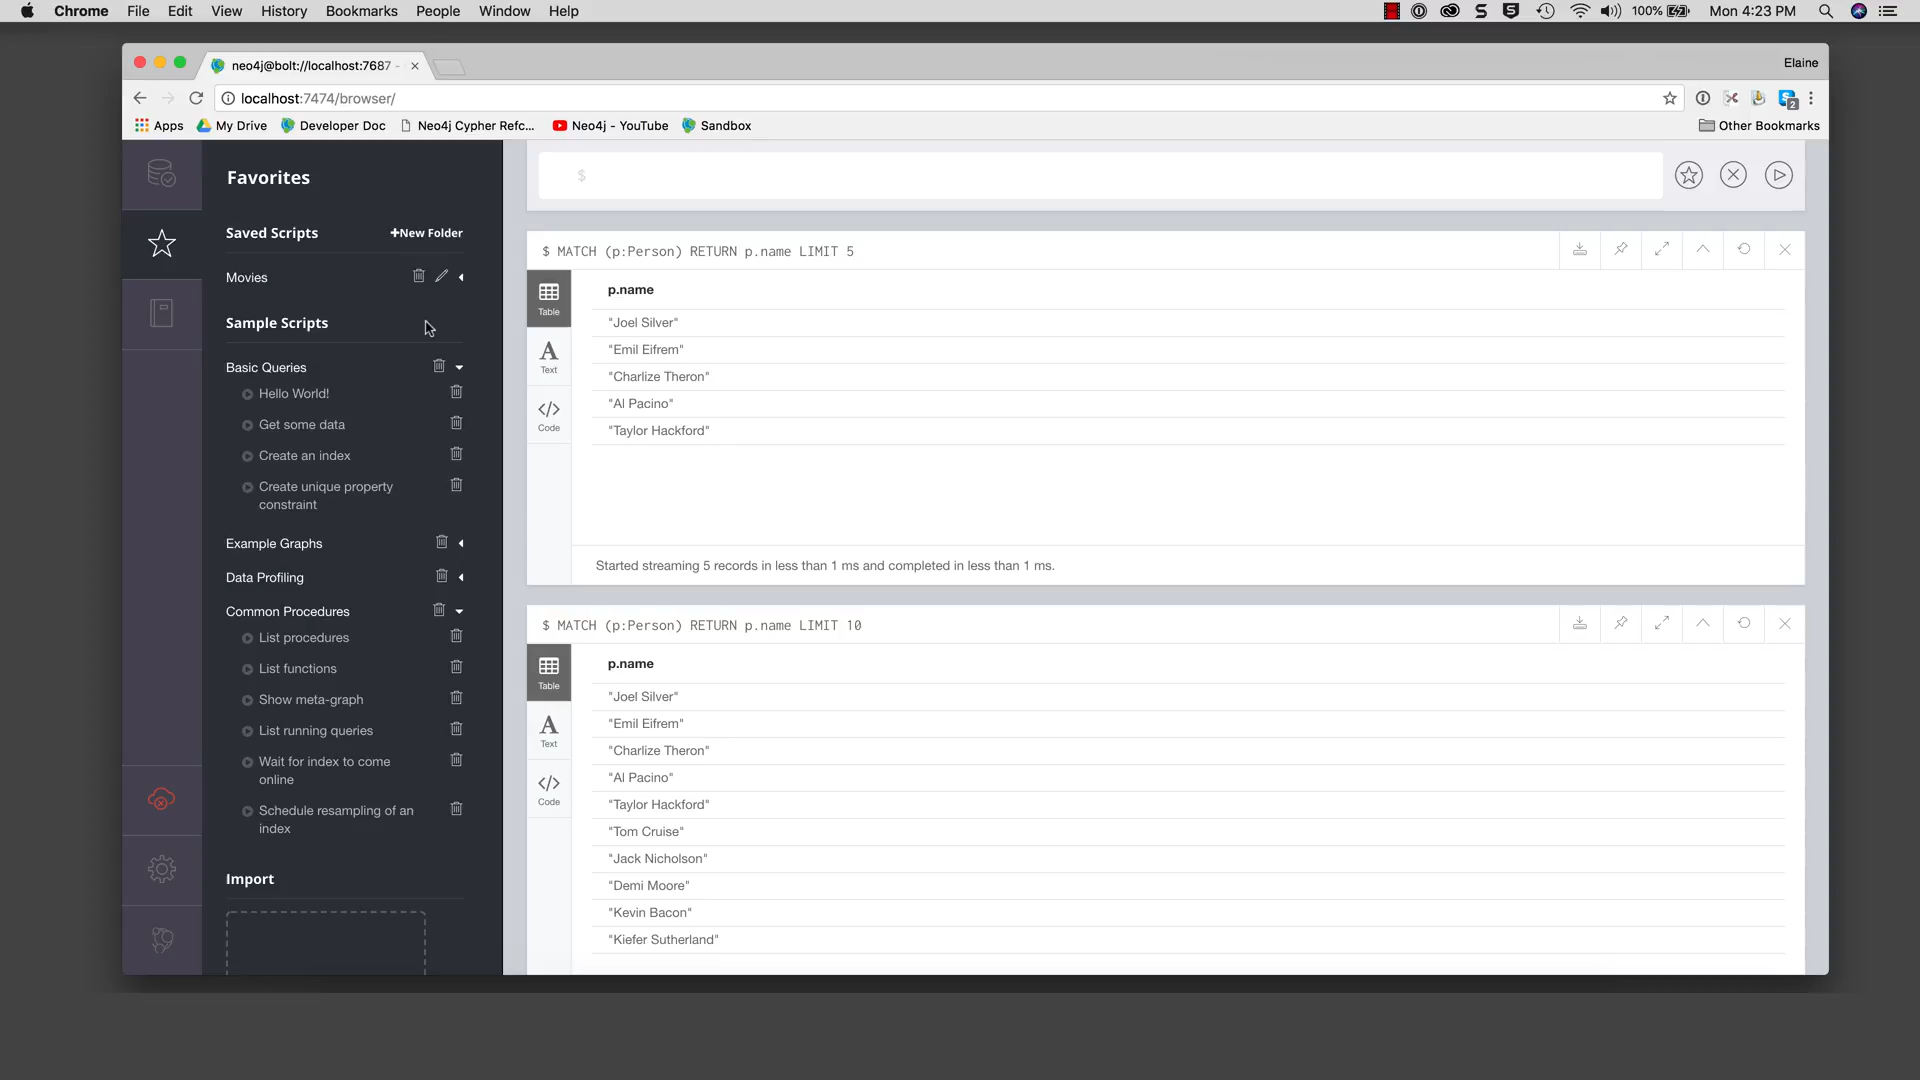 Chrome File Edit View History Bookmarks People Window Help 100% Mon 4:23 PM
neo4j@bolt://localhost:7687 - Elaine
localhost:7474/browser/ 2
Apps My Drive Developer Doc Neo4j Cypher Refc... Neo4j - YouTube Sandbox Other Bookmarks
Favorites
Saved Scripts +New Folder
Movies
Sample Scripts
Basic Queries
Hello World!
Get some data
Create an index
Create unique property
constraint
Example Graphs
Data Profiling
Common Procedures
List procedures
List functions
Show meta-graph
List running queries
Wait for index to come
online
Schedule resampling of an
index
Import
$
$ MATCH (p:Person) RETURN p.name LIMIT 5
Table
Text
Code
p.name
"Joel Silver"
"Emil Eifrem"
"Charlize Theron"
"Al Pacino"
"Taylor Hackford"
Started streaming 5 records in less than 1 ms and completed in less than 1 ms.
$ MATCH (p:Person) RETURN p.name LIMIT 10
Table
Text
Code
p.name
"Joel Silver"
"Emil Eifrem"
"Charlize Theron"
"Al Pacino"
"Taylor Hackford"
"Tom Cruise"
"Jack Nicholson"
"Demi Moore"
"Kevin Bacon"
"Kiefer Sutherland"